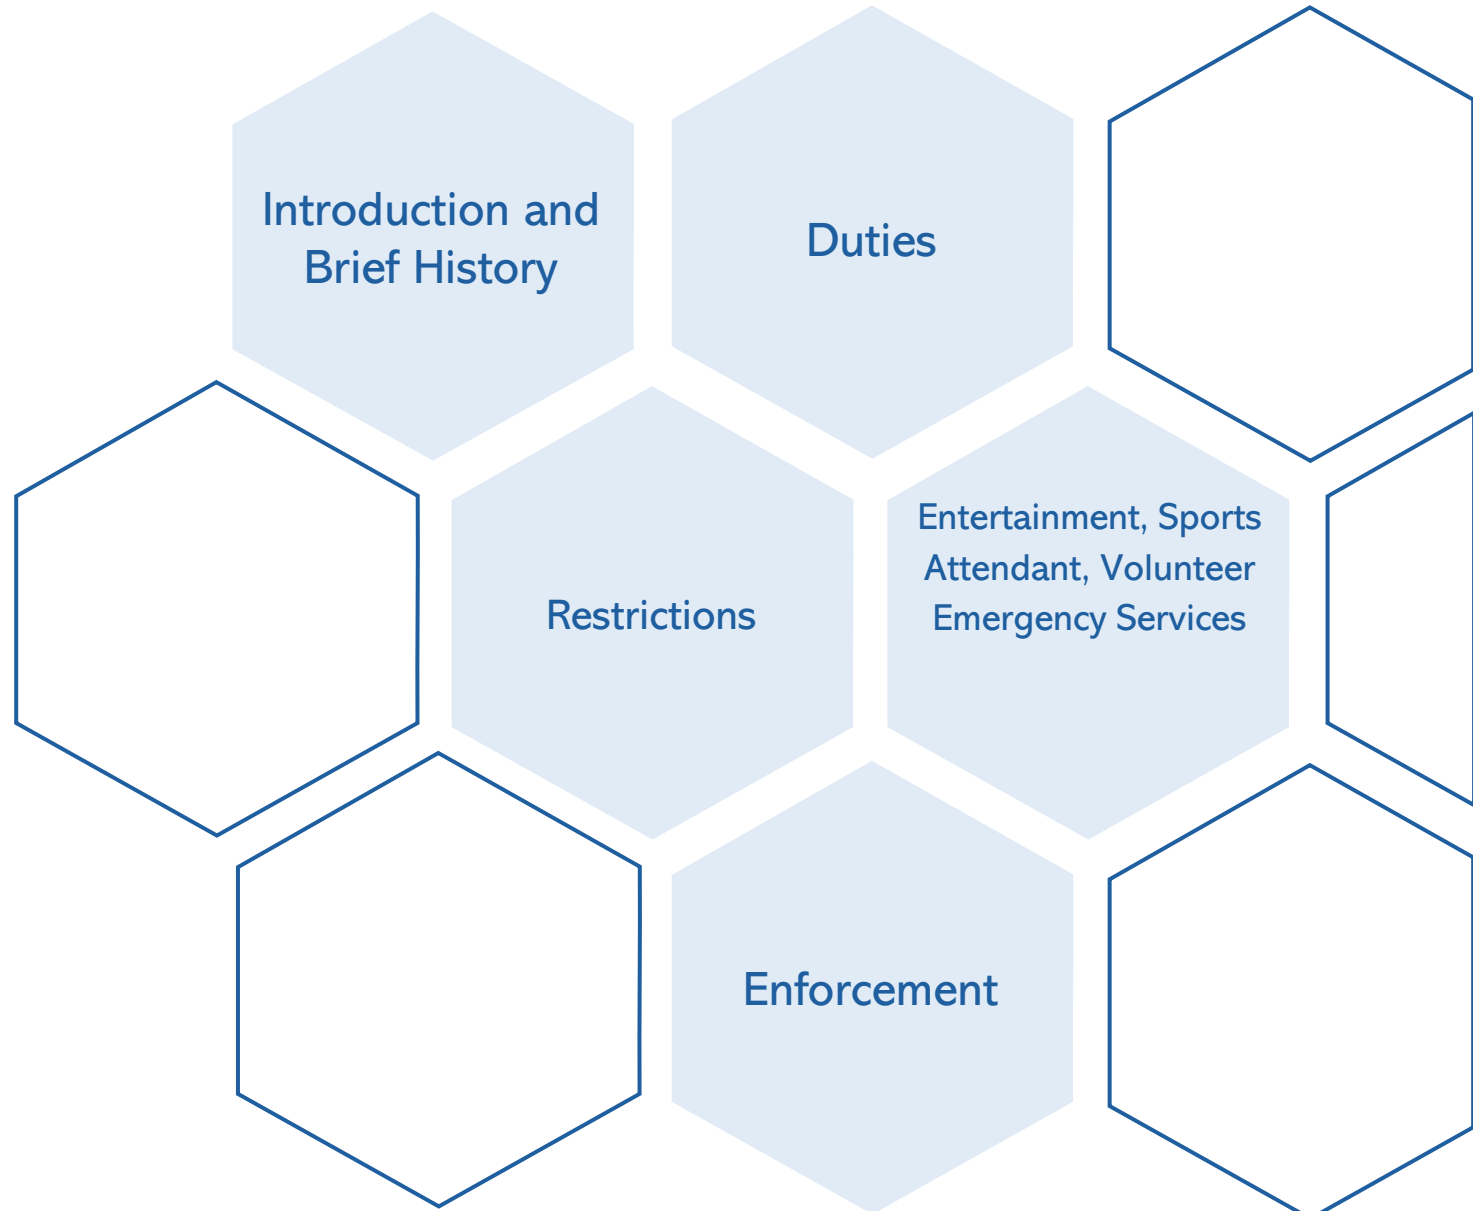 Introduction and
Brief History
Duties
Restrictions
Entertainment, Sports
Attendant, Volunteer
Emergency Services
Enforcement